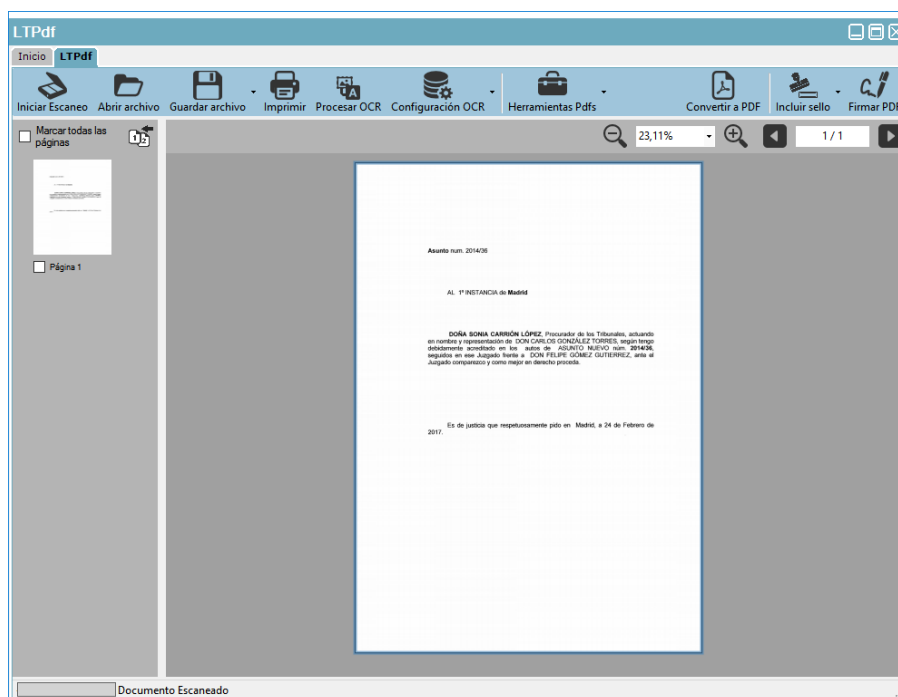 LTPdf
Inicio
LTPdf
Iniciar Escaneo
Abrir archivo
Guardar archivo
Imprimir
Procesar OCR
Configuración OCR
Herramientas Pdfs
Convertir a PDF
Incluir sello
Firmar PDF
Marcar todas las
páginas
23,11%
1 / 1
Página 1
Asunto num. 2014/36
AL 1º INSTANCIA de Madrid
DOÑA SONIA CARRIÓN LÓPEZ, Procurador de los Tribunales, actuando
en nombre y representación de DON CARLOS GONZÁLEZ TORRES, según tengo
debidamente acreditado en los autos de ASUNTO NUEVO núm. 2014/36,
seguidos en ese Juzgado frente a DON FELIPE GÓMEZ GUTIERREZ, ante el
Juzgado comparezco y como mejor en derecho proceda.
Es de justicia que respetuosamente pido en Madrid, a 24 de Febrero de
2017.
Documento Escaneado